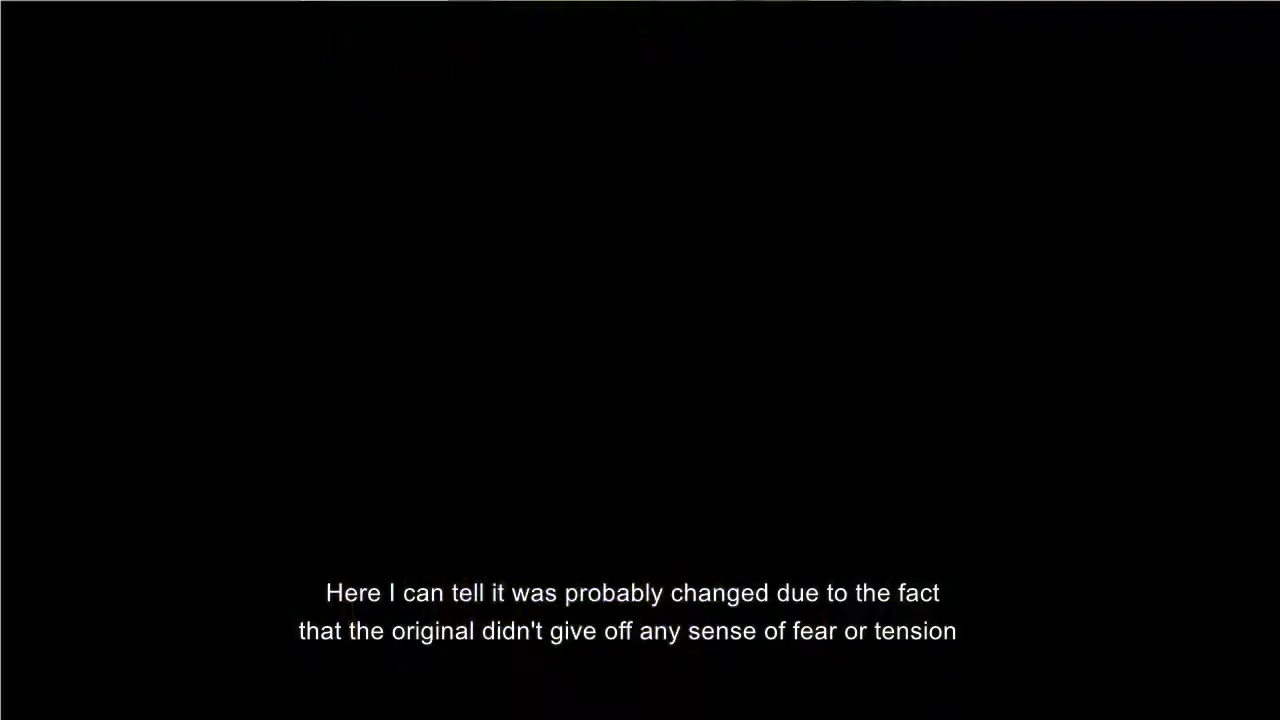 Here I can tell it was probably changed due to the fact
that the original didn't give off any sense of fear or tension